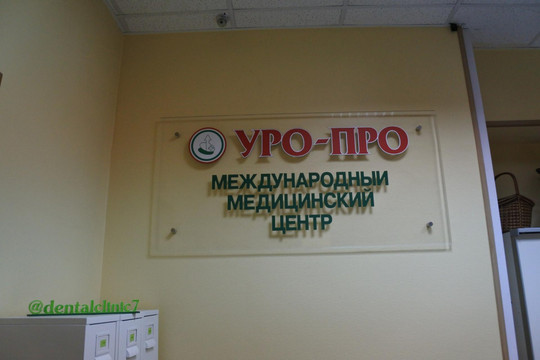 УРО-ПРО
МЕЖДУНАРОДНЫЙ
МЕДИЦИНСКИЙ
ЦЕНТР
@dentalclinic7